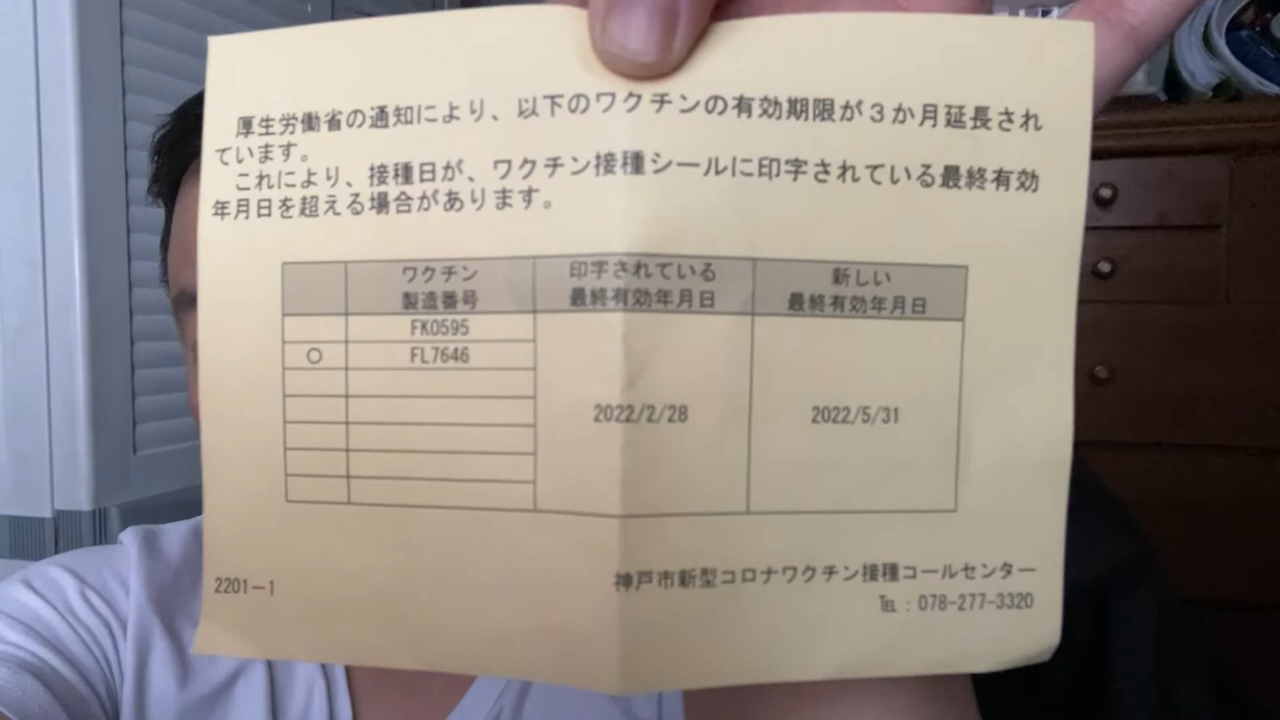 厚生労働省の通知により、以下のワクチンの有効期限が３か月延長され
ています。
これにより、接種日が、ワクチン接種シールに印字されている最終有効
年月日を超える場合があります。
ワクチン
製造番号
印字されている
最終有効年月日
新しい
最終有効年月日
FK0595
○ FL7646
2022/2/28
2022/5/31
2201－1
神戸市新型コロナワクチン接種コールセンター
℡：078-277-3320